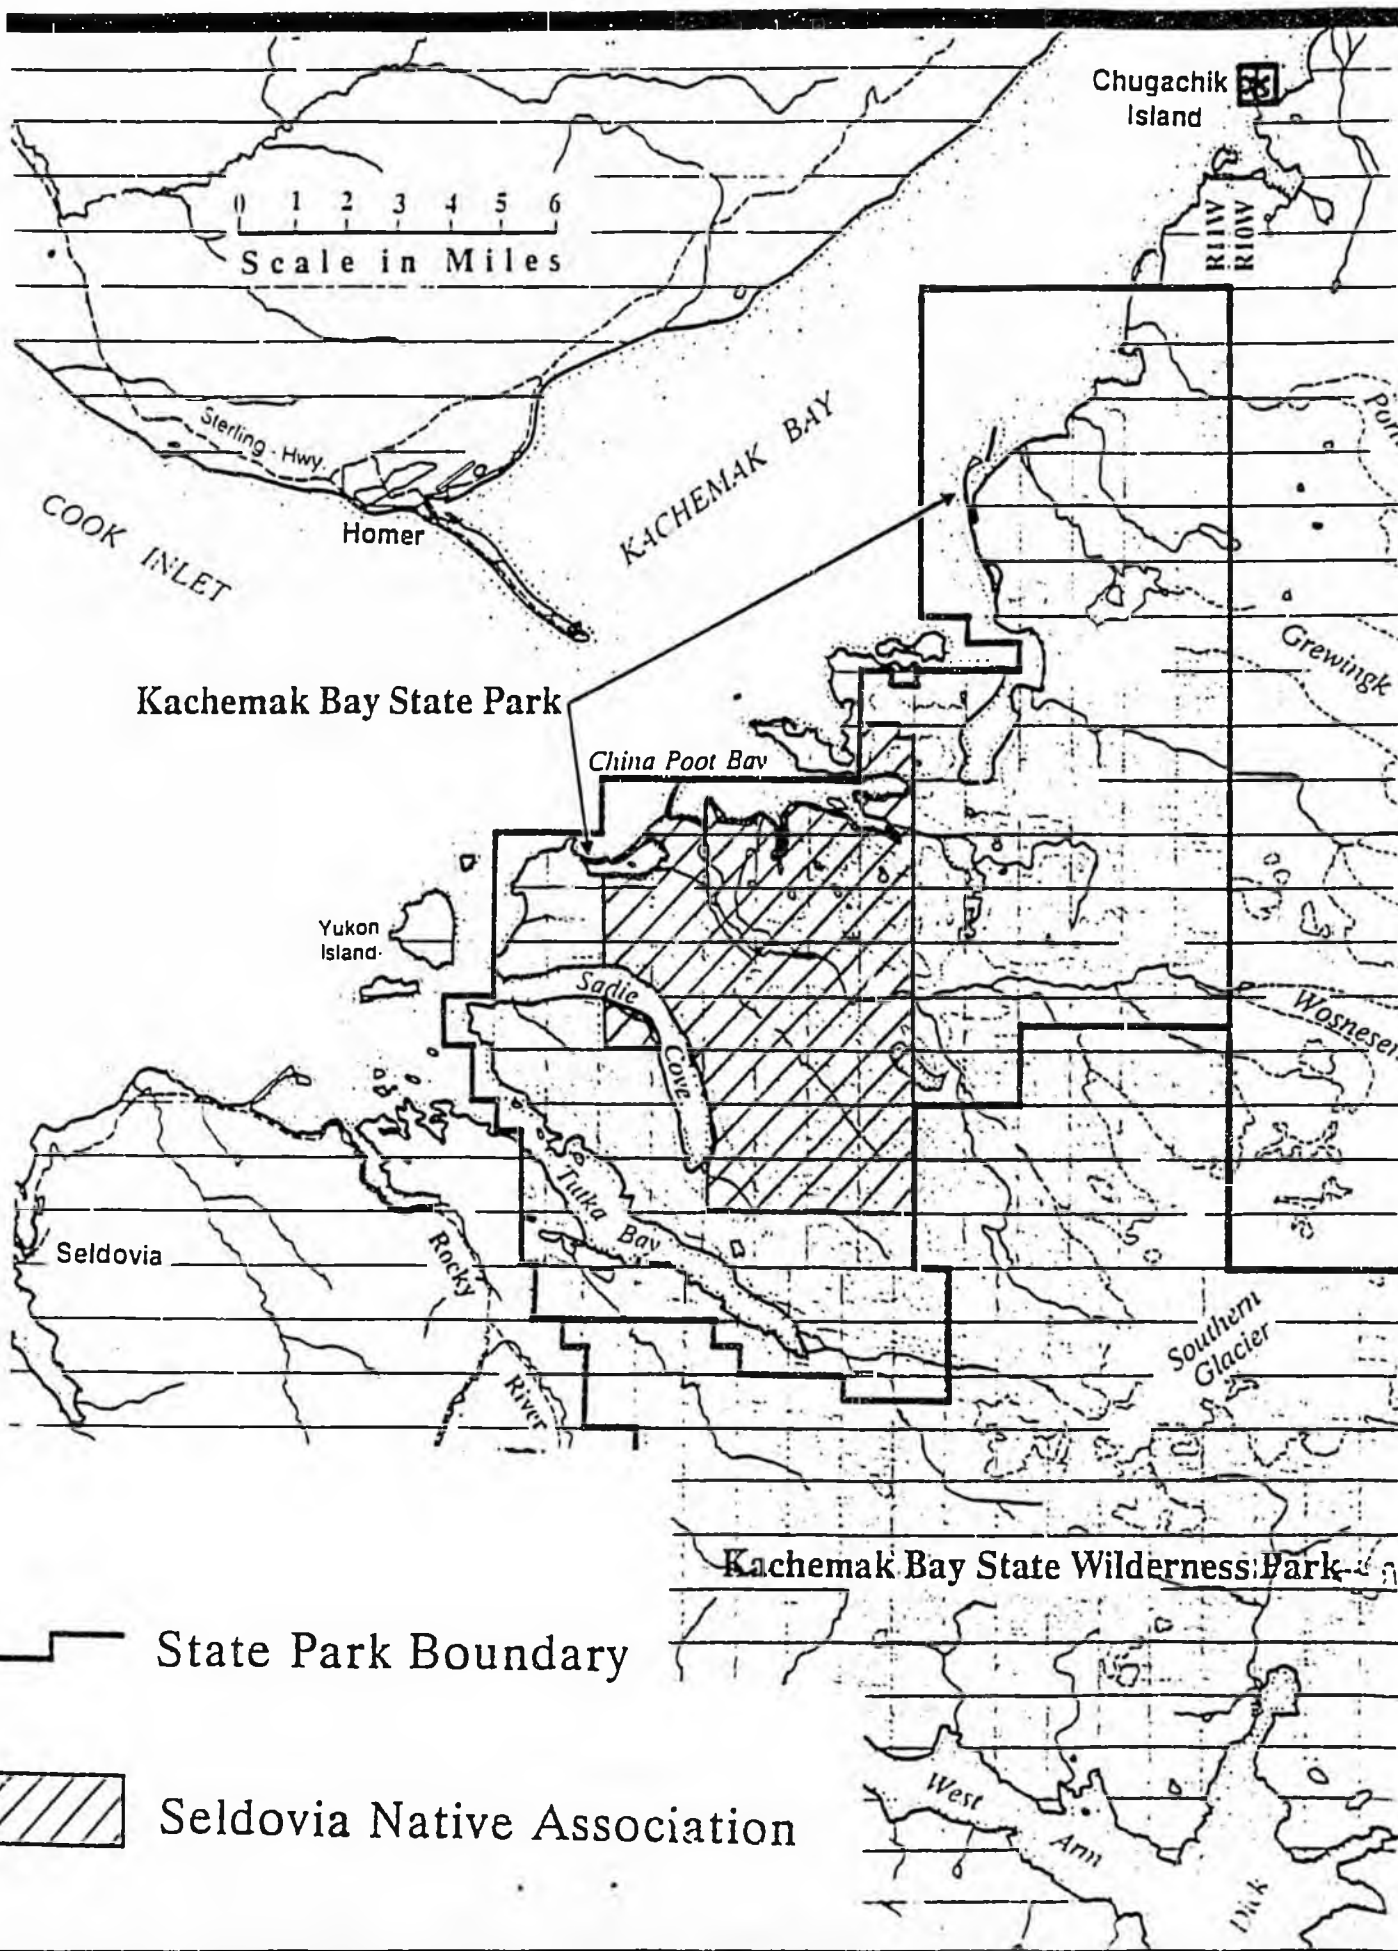 Chugachik
Island
0 1 2 3 4 5 6
Scale in Miles
R11W
R10W
Sterling Hwy.
KACHEMAK BAY
COOK INLET
Homer
Grewingk
Kachemak Bay State Park
China Poot Bay
Yukon
Island
Sadie
Cove
Wosnesen
Tutka
Bay
Seldovia
Rocky
River
Southern
Glacier
Kachemak Bay State Wilderness Park
State Park Boundary
Seldovia Native Association
West
Arm
Dick